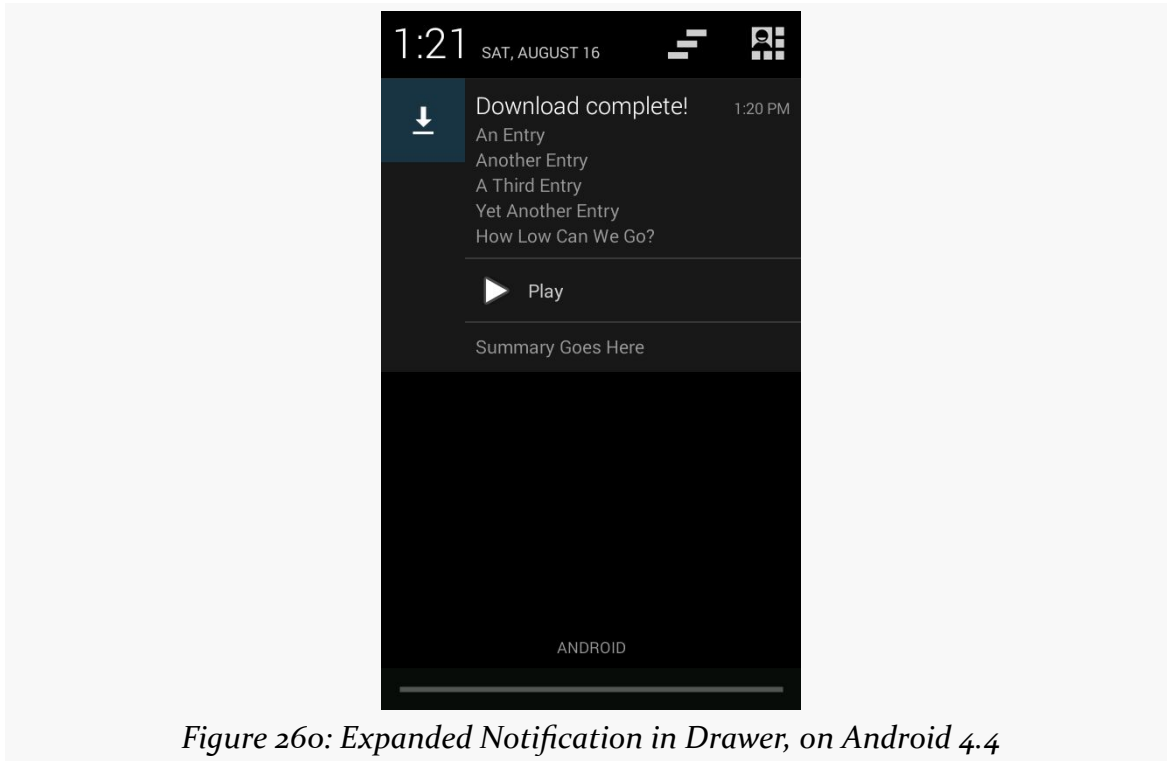 1:21 SAT, AUGUST 16
Download complete! 1:20 PM
An Entry
Another Entry
A Third Entry
Yet Another Entry
How Low Can We Go?
Play
Summary Goes Here
ANDROID
Figure 260: Expanded Notification in Drawer, on Android 4.4